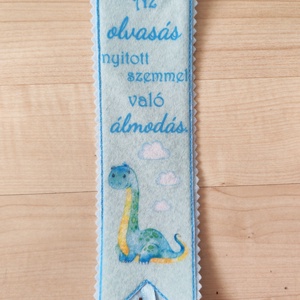 Az
olvasás
nyitott
szemmel
való
álmodás.